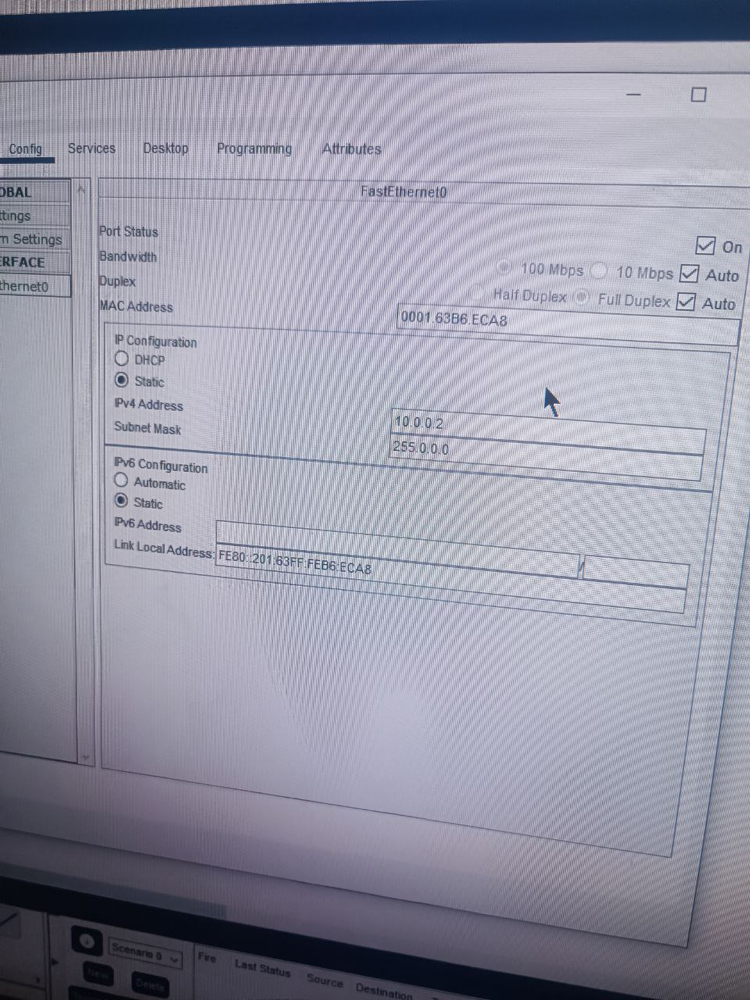 Config Services Desktop Programming Attributes
OBAL
ttings
m Settings
ERFACE
thernet0
FastEthernet0
Port Status On
Bandwidth 100 Mbps 10 Mbps Auto
Duplex Half Duplex Full Duplex Auto
MAC Address 0001.63B6.ECA8
IP Configuration
DHCP
Static
IPv4 Address 10.0.0.2
Subnet Mask 255.0.0.0
IPv6 Configuration
Automatic
Static
IPv6 Address /
Link Local Address: FE80::201:63FF:FEB6:ECA8
Scenario 0
New Delete
Fire Last Status Source Destination